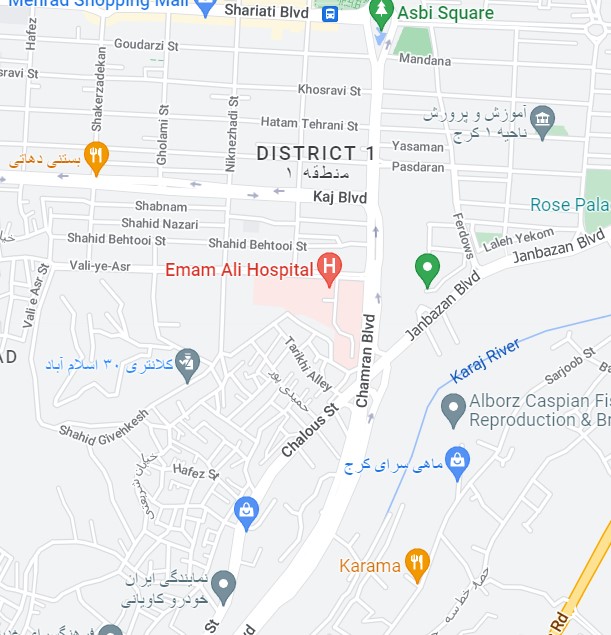 Mehrad Shopping Mall
Shariati Blvd
Asbi Square
Hafez
Goudarzi St
Mandana
Shakerzadekan
Gholami St
Khosravi St
Niknezhadi St
آموزش و پرورش
ناحیه ۱ کرج
Hatam Tehrani St
Yasaman
بستنی دهاتی
DISTRICT 1
منطقه ۱
Pasdaran
Kaj Blvd
Rose Pala
Shabnam
Shahid Nazari
Ferdows
Laleh Yekom
Shahid Behtooi St
Shahid Behtooi St
Janbazan Blvd
Vali-ye-Asr
Emam Ali Hospital
Vali e Asr St
Janbazan Blvd
Chamran Blvd
AD
کلانتری ۳۰ اسلام آباد
Tarikhi Alley
حمیدی پور
Karaj River
Sarjoob St
Alborz Caspian Fis
Reproduction & Br
Shahid Givehkesh
Chalous St
ماهی سرای کرج
Hafez St
Karama
نمایندگی ایران
خودرو کاویانی
St
Rd